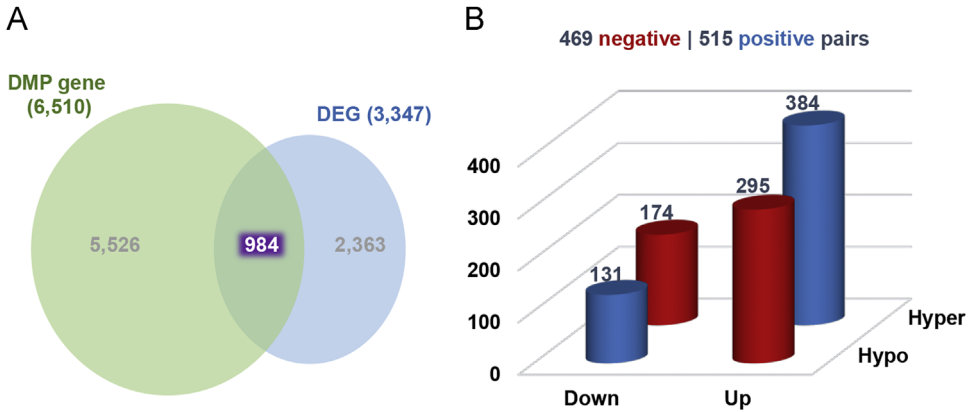 A
DMP gene
(6,510)
DEG (3,347)
5,526
984
2,363
B
469 negative | 515 positive pairs
384
400
295
300
174
200
131
100
0
Hyper
Hypo
Down
Up